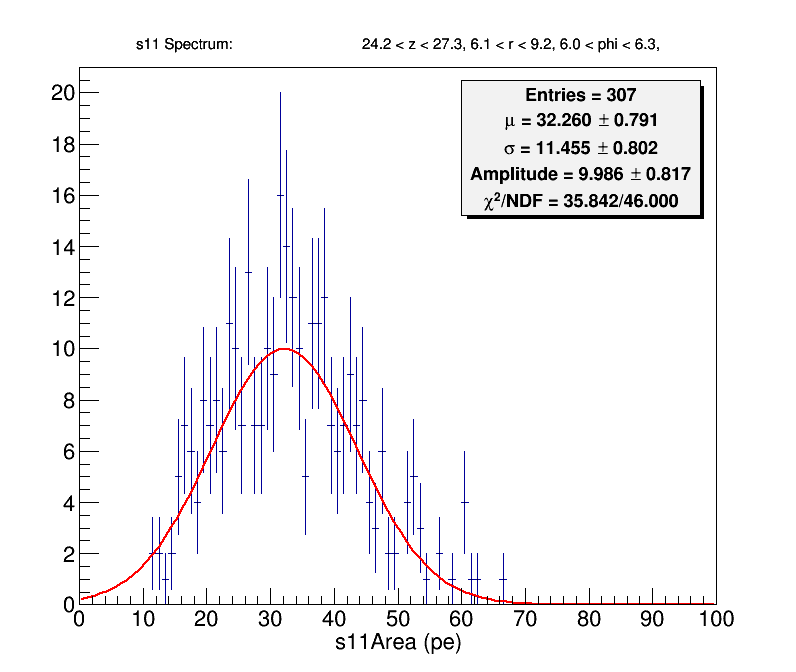 s11 Spectrum: 24.2 < z < 27.3, 6.1 < r < 9.2, 6.0 < phi < 6.3,
Entries = 307
μ = 32.260 ± 0.791
σ = 11.455 ± 0.802
Amplitude = 9.986 ± 0.817
χ²/NDF = 35.842/46.000
20
18
16
14
12
10
8
6
4
2
0
0 10 20 30 40 50 60 70 80 90 100
s11Area (pe)